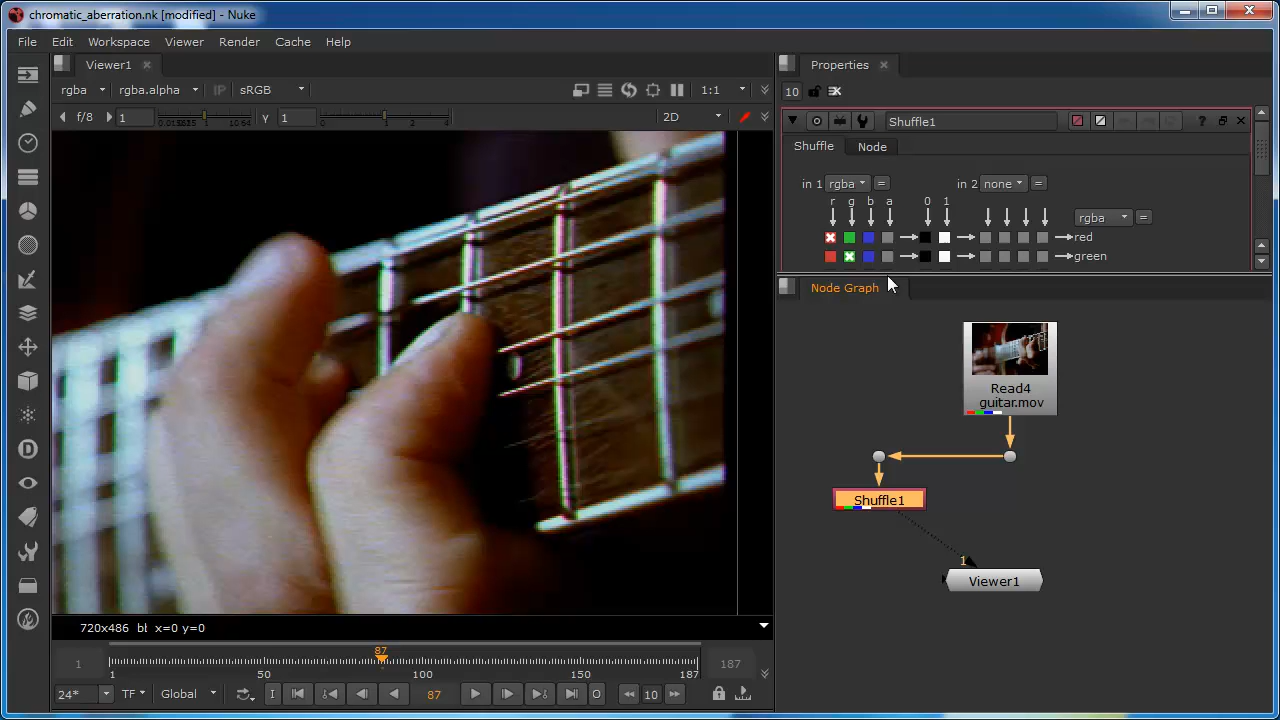 chromatic_aberration.nk [modified] - Nuke
File Edit Workspace Viewer Render Cache Help
Viewer1
Properties
rgba rgba.alpha IP sRGB 1:1
10
f/8 1 γ 1 2D
Shuffle1
Shuffle Node
in 1 rgba = in 2 none =
r g b a 0 1
rgba =
red
green
Node Graph
Read4
guitar.mov
Shuffle1
1
Viewer1
720x486 bb x=0 y=0
87
1 187
1 50 100 150 187
24* TF Global I 87 O 10